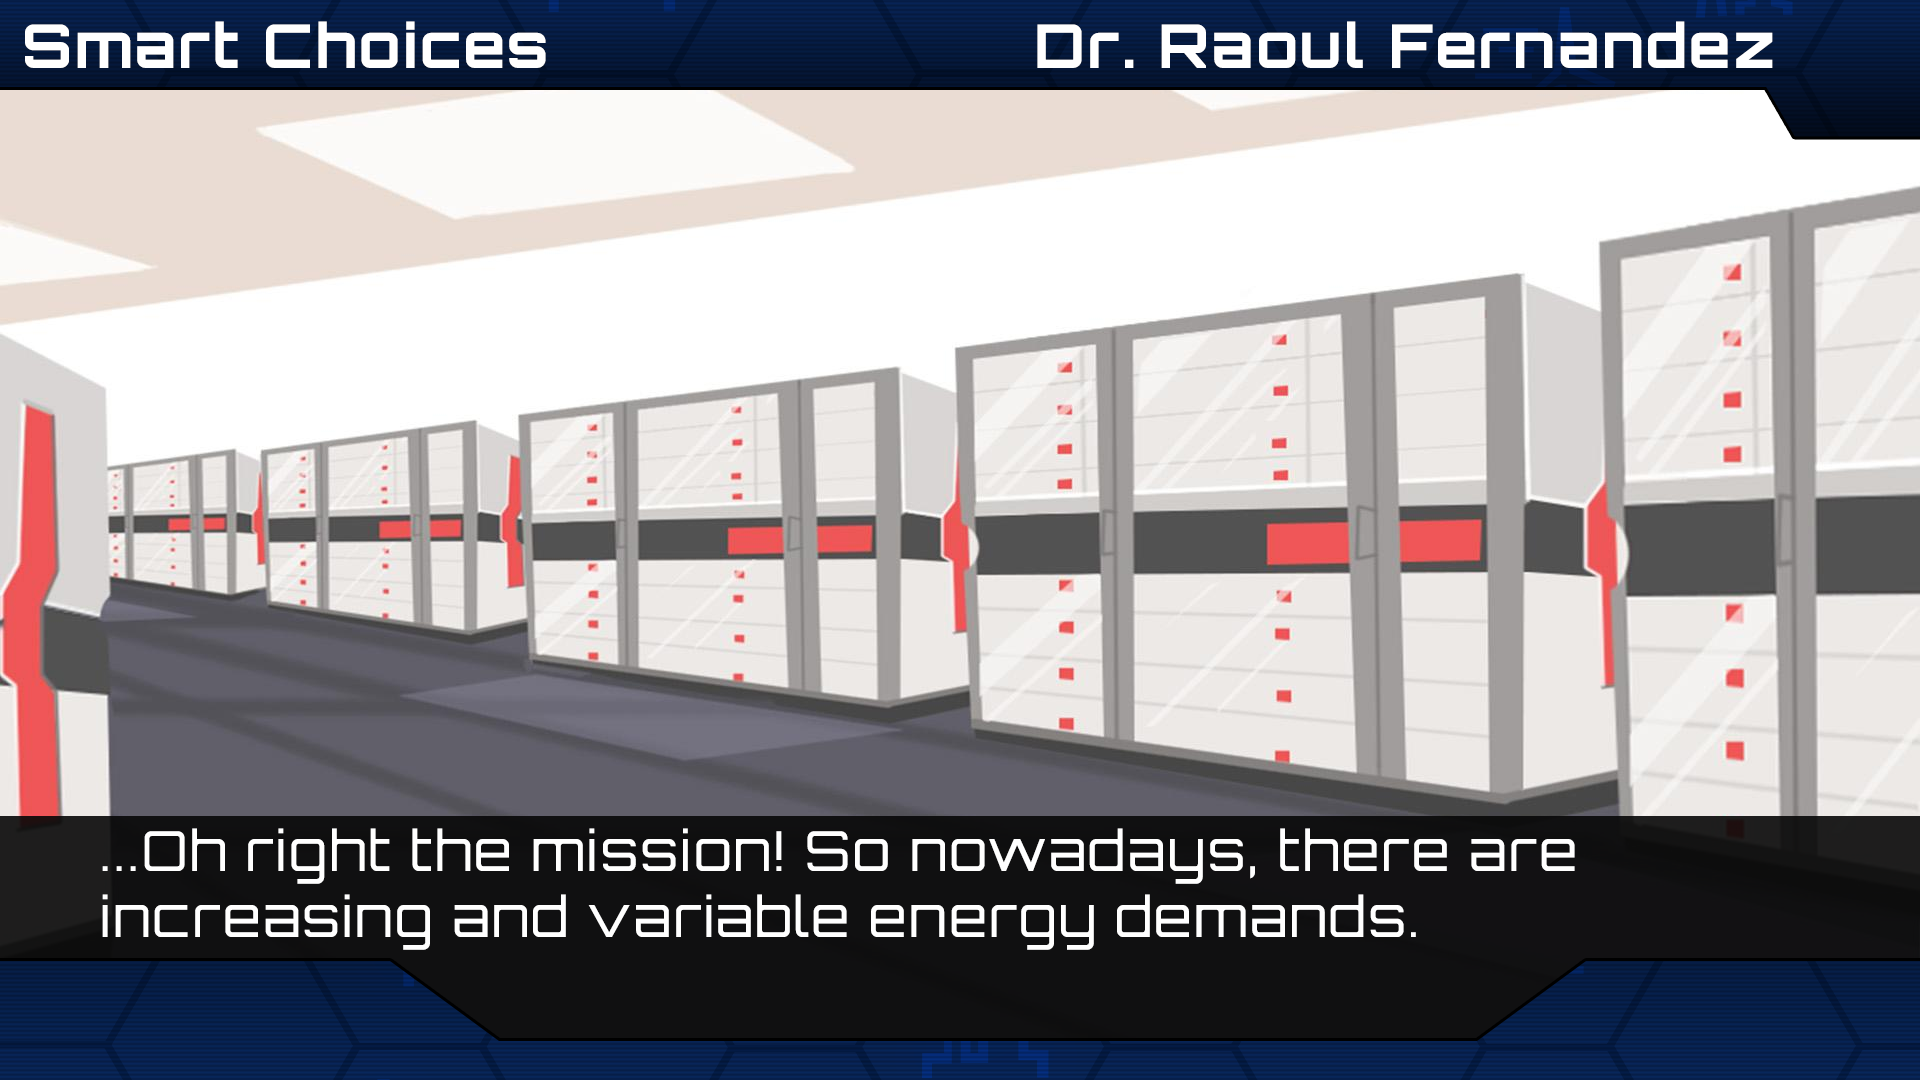 Smart Choices
Dr. Raoul Fernandez
...Oh right the mission! So nowadays, there are
increasing and variable energy demands.